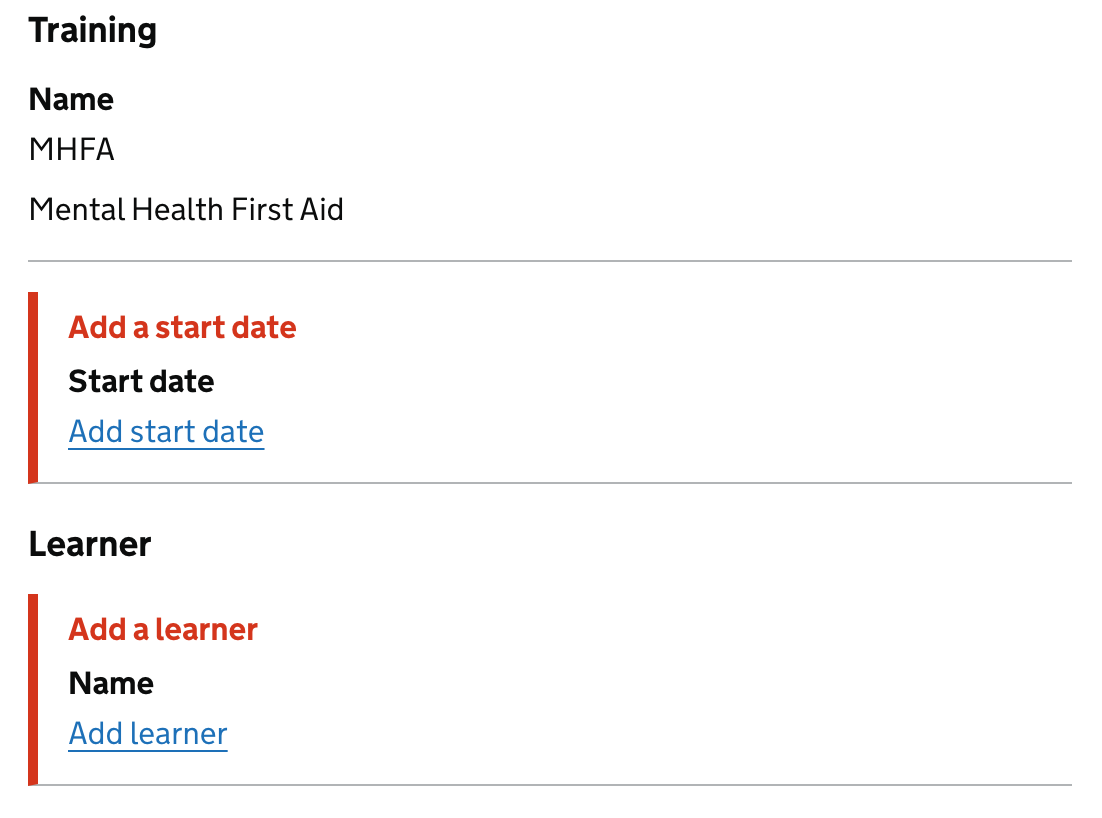 Training
Name
MHFA
Mental Health First Aid
Add a start date
Start date
Add start date
Learner
Add a learner
Name
Add learner